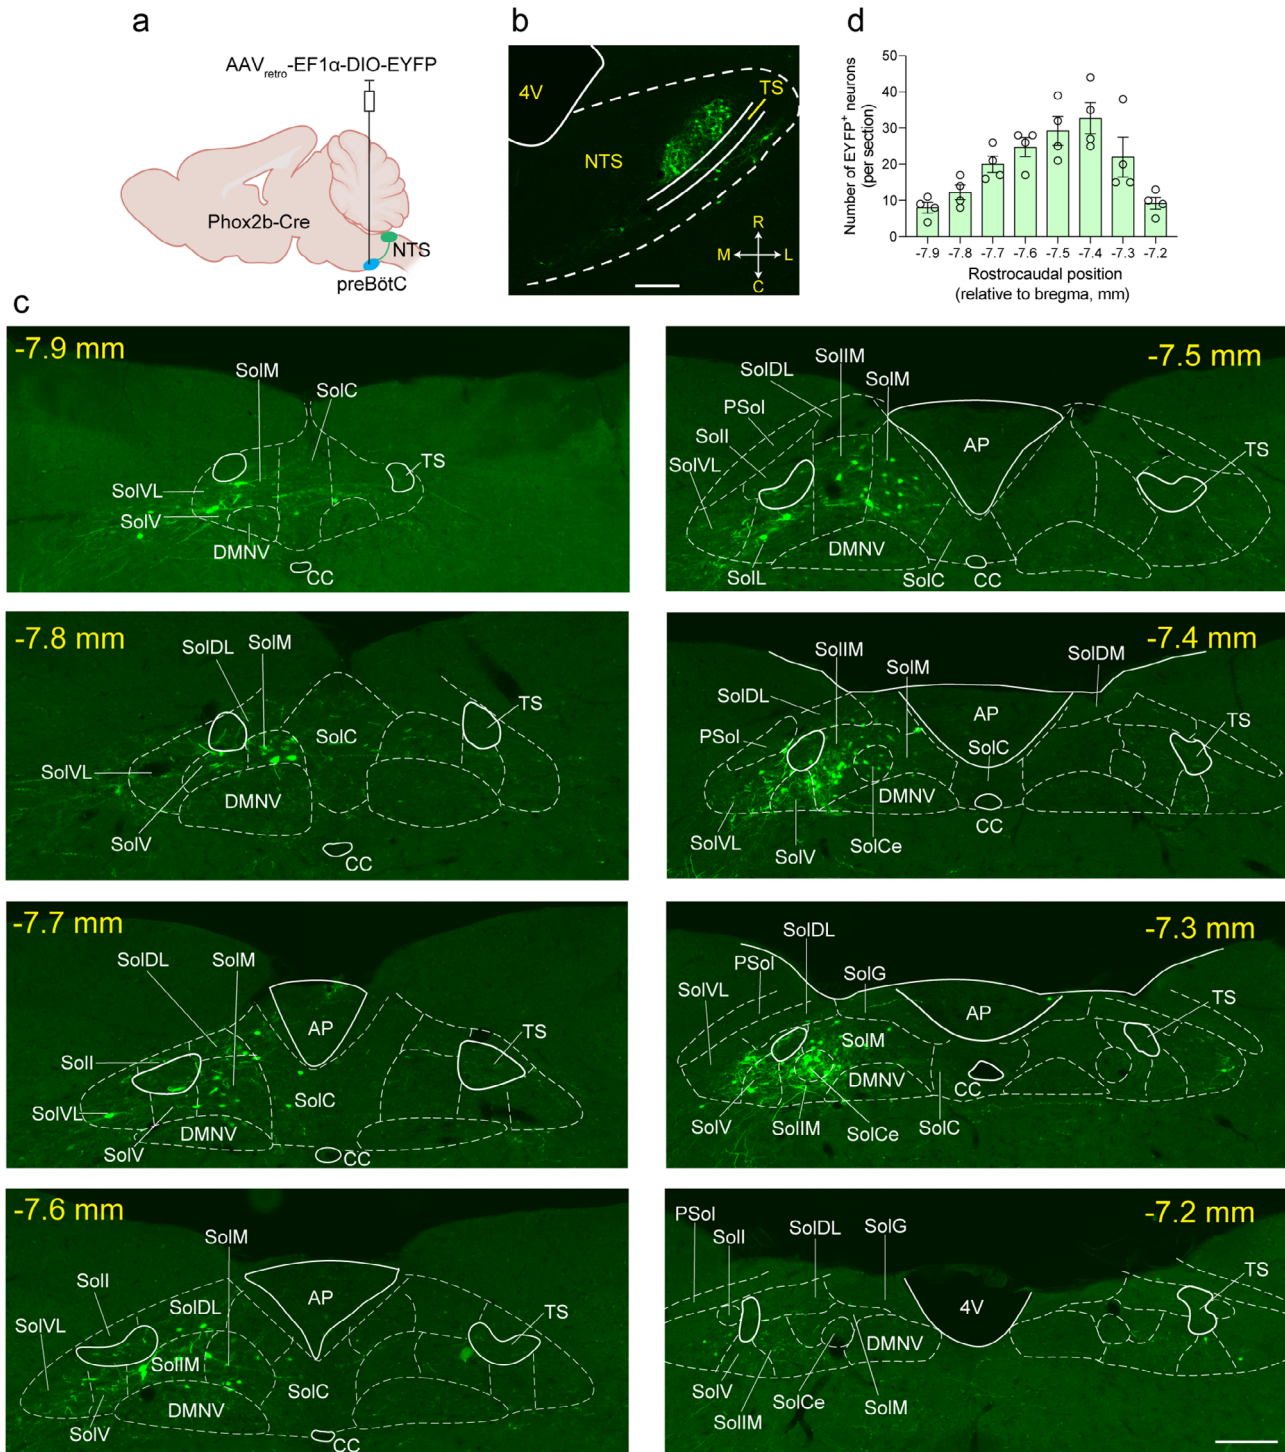 a
AAVretro-EF1α-DIO-EYFP
Phox2b-Cre
NTS
preBötC
b
4V
TS
NTS
R
M
L
C
d
Number of EYFP+ neurons
(per section)
50
40
30
20
10
0
-7.9 -7.8 -7.7 -7.6 -7.5 -7.4 -7.3 -7.2
Rostrocaudal position
(relative to bregma, mm)
c
-7.9 mm
SolM
SolC
TS
SolVL
SolV
DMNV
CC
-7.8 mm
SolDL
SolM
TS
SolC
SolVL
DMNV
SolV
CC
-7.7 mm
SolDL
SolM
AP
TS
SolI
SolC
SolVL
DMNV
SolV
CC
-7.6 mm
SolM
SolI
SolDL
AP
SolVL
TS
SolIM
SolC
DMNV
SolV
CC
-7.5 mm
SolIM
SolDL
SolM
PSol
SolI
AP
TS
SolVL
DMNV
SolL
SolC
CC
-7.4 mm
SolIM
SolM
SolDM
SolDL
AP
TS
PSol
SolC
DMNV
CC
SolVL
SolV
SolCe
-7.3 mm
SolDL
PSol
SolG
SolVL
TS
AP
SolM
DMNV
CC
SolV
SolIM
SolCe
SolC
-7.2 mm
PSol
SolI
SolDL
SolG
TS
4V
DMNV
SolV
SolCe
SolM
SolIM